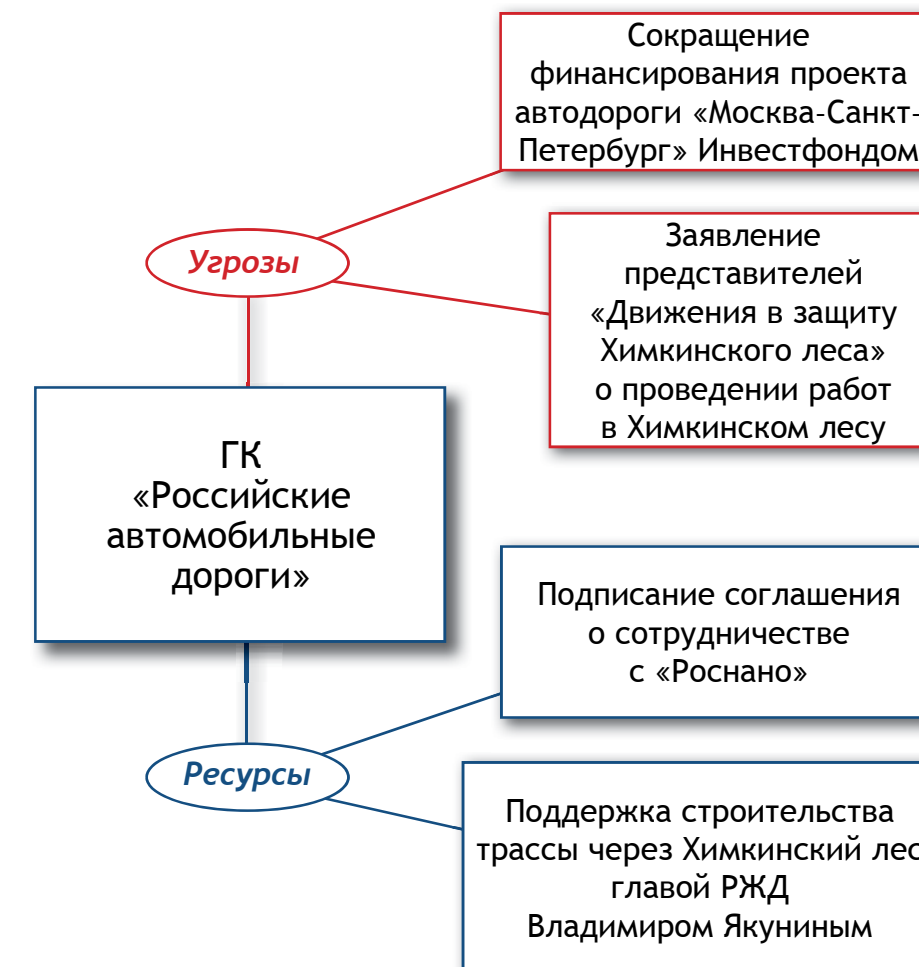 Сокращение
финансирования проекта
автодороги «Москва-Санкт-
Петербург» Инвестфондом
Угрозы
Заявление
представителей
«Движения в защиту
Химкинского леса»
о проведении работ
в Химкинском лесу
ГК
«Российские
автомобильные
дороги»
Подписание соглашения
о сотрудничестве
с «Роснано»
Ресурсы
Поддержка строительства
трассы через Химкинский лес
главой РЖД
Владимиром Якуниным